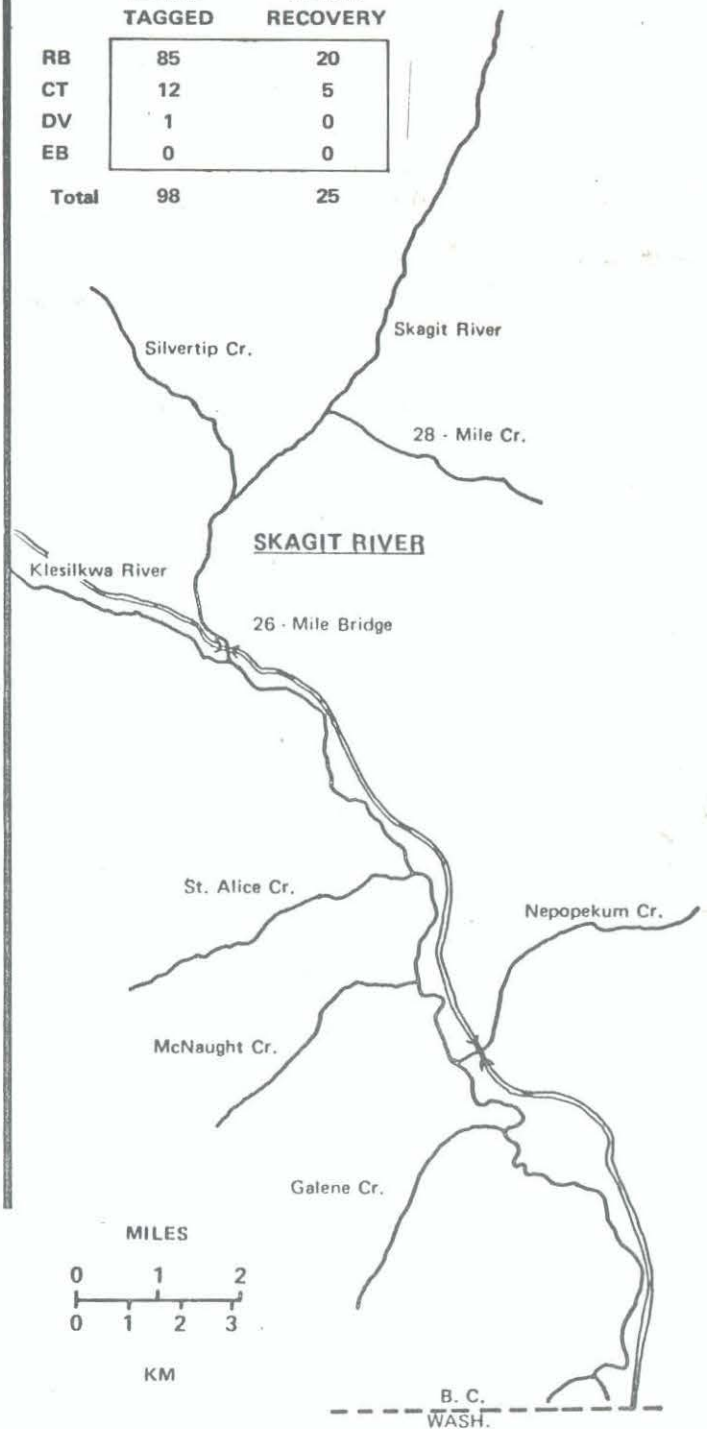 TAGGED RECOVERY
RB 85 20
CT 12 5
DV 1 0
EB 0 0
Total 98 25
Skagit River
Silvertip Cr.
28 - Mile Cr.
SKAGIT RIVER
Klesilkwa River
26 - Mile Bridge
St. Alice Cr.
Nepopekum Cr.
McNaught Cr.
Galene Cr.
MILES
0 1 2
0 1 2 3
KM
B. C.
WASH.